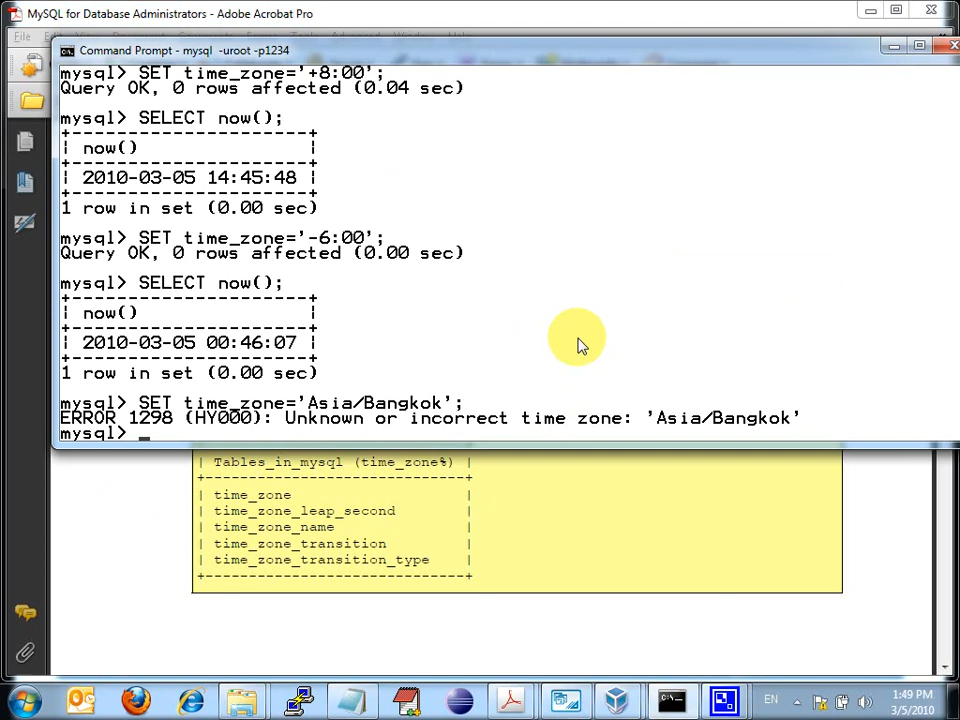 MySQL for Database Administrators - Adobe Acrobat Pro
Command Prompt - mysql -uroot -p1234
mysql> SET time_zone='+8:00';
Query OK, 0 rows affected (0.04 sec)
mysql> SELECT now();
+----------------------+
| now() |
+----------------------+
| 2010-03-05 14:45:48 |
+----------------------+
1 row in set (0.00 sec)
mysql> SET time_zone='-6:00';
Query OK, 0 rows affected (0.00 sec)
mysql> SELECT now();
+----------------------+
| now() |
+----------------------+
| 2010-03-05 00:46:07 |
+----------------------+
1 row in set (0.00 sec)
mysql> SET time_zone='Asia/Bangkok';
ERROR 1298 (HY000): Unknown or incorrect time zone: 'Asia/Bangkok'
mysql> _
| Tables_in_mysql (time_zone%) |
+------------------------------+
| time_zone |
| time_zone_leap_second |
| time_zone_name |
| time_zone_transition |
| time_zone_transition_type |
+------------------------------+
EN
1:49 PM
3/5/2010